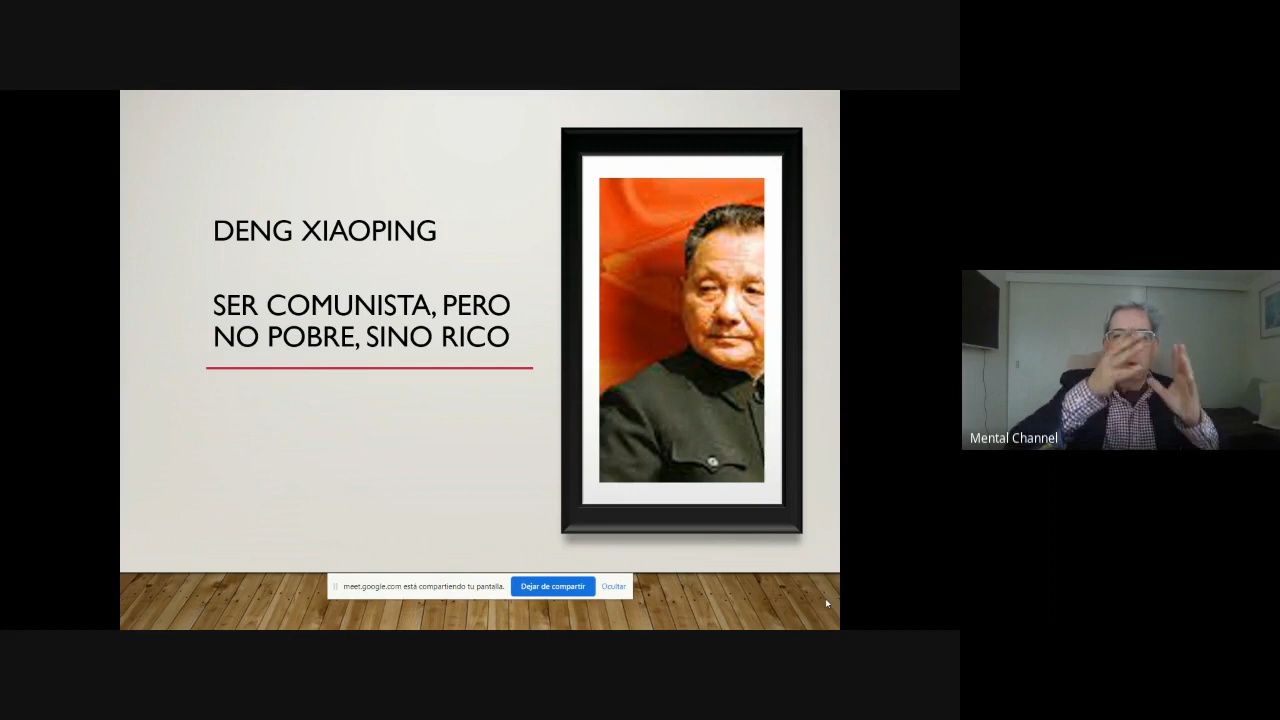 DENG XIAOPING
SER COMUNISTA, PERO
NO POBRE, SINO RICO
meet.google.com está compartiendo tu pantalla.
Dejar de compartir
Ocultar
Mental Channel